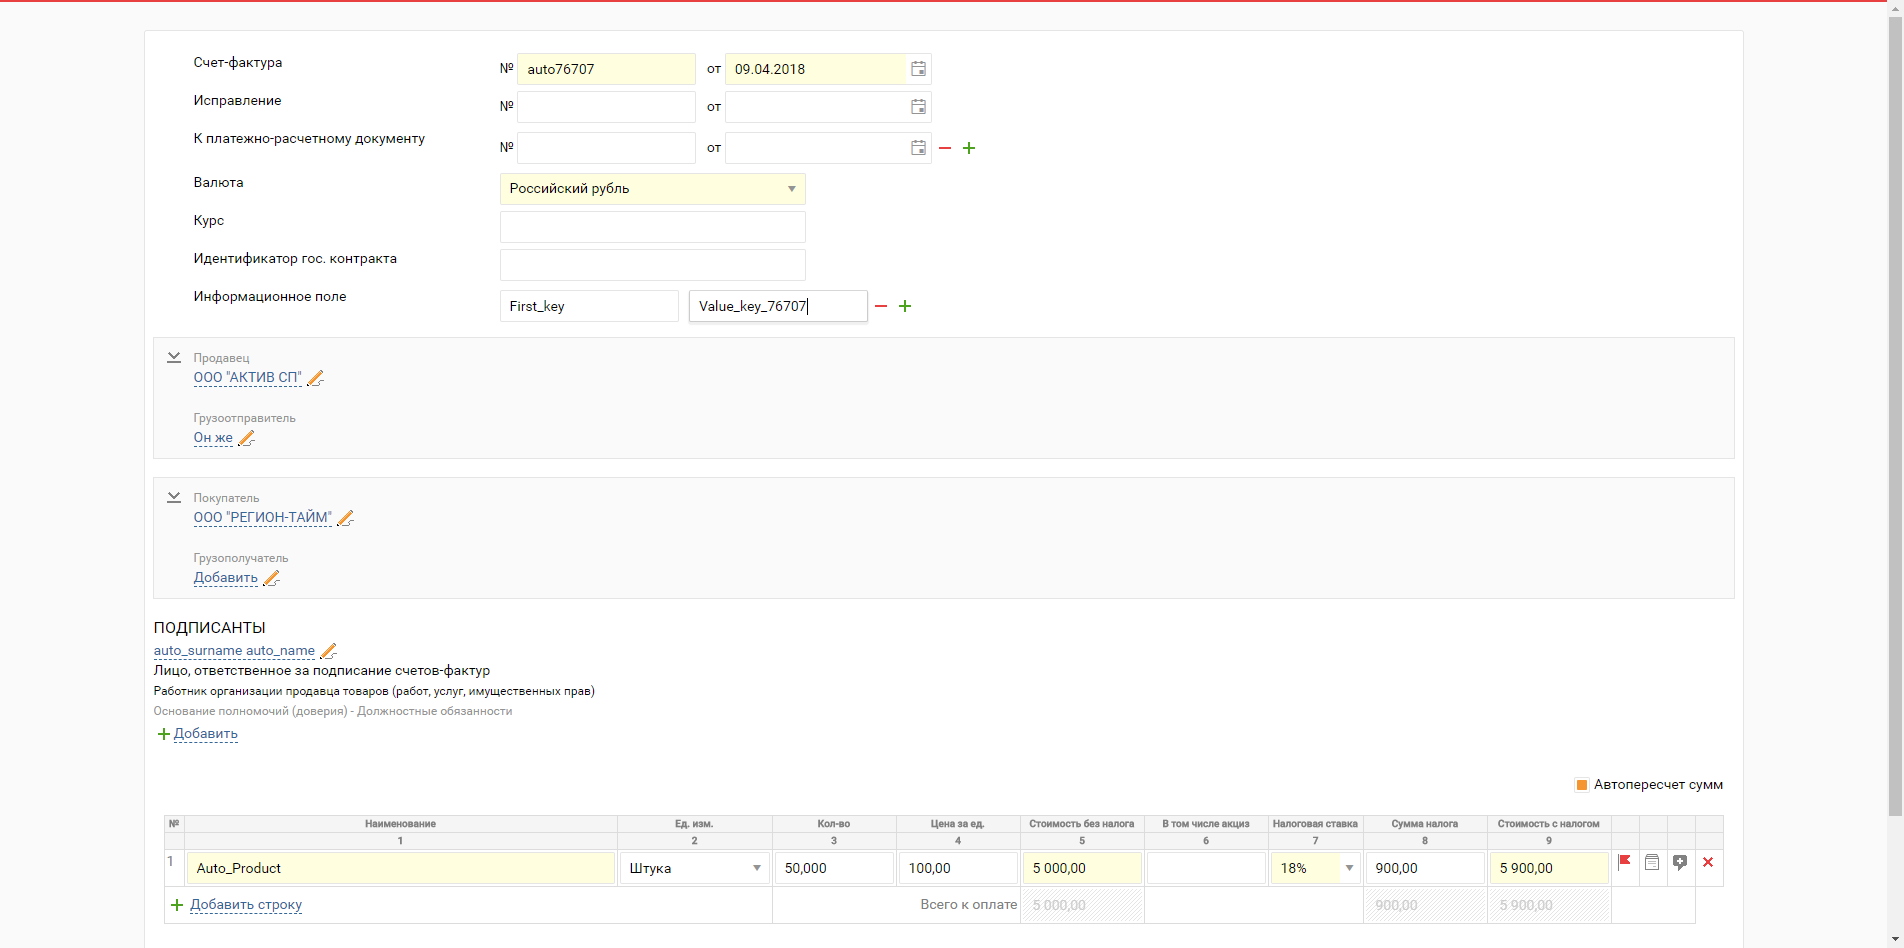 Счет-фактура № auto76707 от 09.04.2018
Исправление № от
К платежно-расчетному документу № от
Валюта Российский рубль
Курс
Идентификатор гос. контракта
Информационное поле First_key Value_key_76707
Продавец
ООО "АКТИВ СП"
Грузоотправитель
Он же
Покупатель
ООО "РЕГИОН-ТАЙМ"
Грузополучатель
Добавить
ПОДПИСАНТЫ
auto_surname auto_name
Лицо, ответственное за подписание счетов-фактур
Работник организации продавца товаров (работ, услуг, имущественных прав)
Основание полномочий (доверия) - Должностные обязанности
Добавить
Автопересчет сумм
№ Наименование Ед. изм. Кол-во Цена за ед. Стоимость без налога В том числе акциз Налоговая ставка Сумма налога Стоимость с налогом
1 2 3 4 5 6 7 8 9
1 Auto_Product Штука 50,000 100,00 5 000,00 18% 900,00 5 900,00
Добавить строку Всего к оплате 5 000,00 900,00 5 900,00